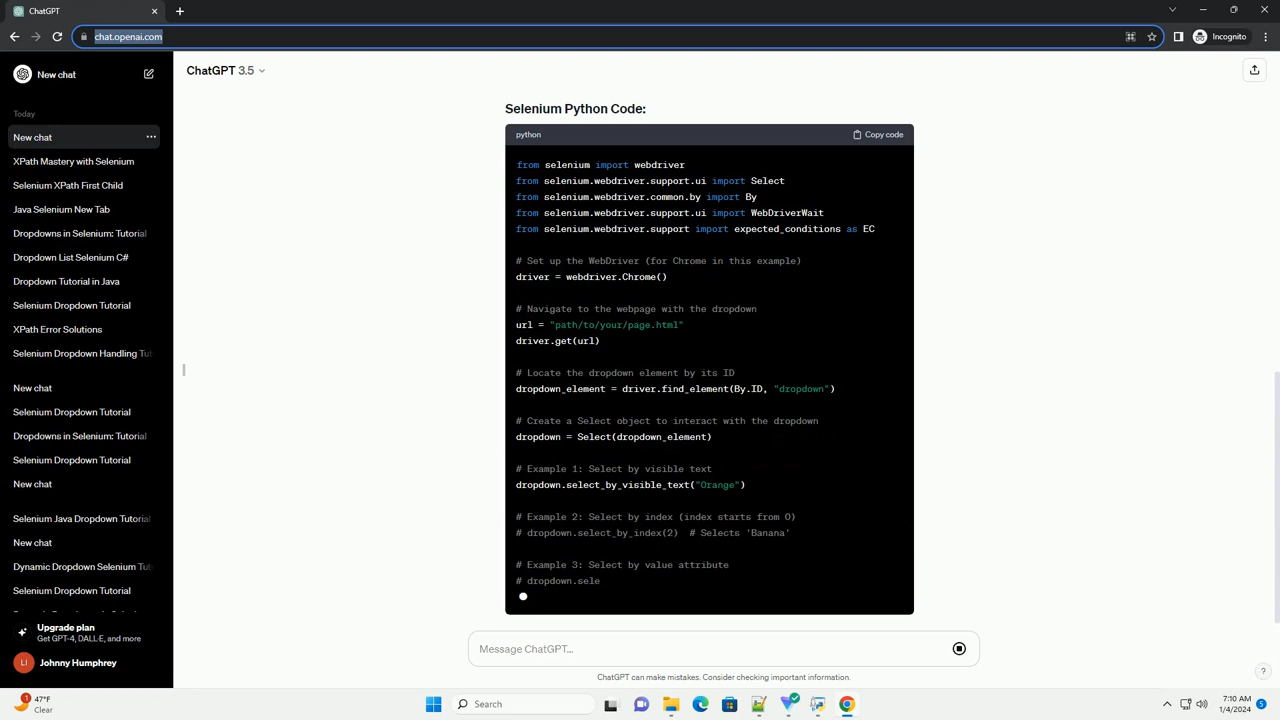 ChatGPT
chat.openai.com
Incognito
New chat
Today
New chat
XPath Mastery with Selenium
Selenium XPath First Child
Java Selenium New Tab
Dropdowns in Selenium: Tutorial
Dropdown List Selenium C#
Dropdown Tutorial in Java
Selenium Dropdown Tutorial
XPath Error Solutions
Selenium Dropdown Handling Tut
New chat
Selenium Dropdown Tutorial
Dropdowns in Selenium: Tutorial
Selenium Dropdown Tutorial
New chat
Selenium Java Dropdown Tutorial
New chat
Dynamic Dropdown Selenium Tut
Selenium Dropdown Tutorial
Upgrade plan
Get GPT-4, DALL·E, and more
LI
Johnny Humphrey
ChatGPT 3.5
Selenium Python Code:
python
Copy code
from selenium import webdriver
from selenium.webdriver.support.ui import Select
from selenium.webdriver.common.by import By
from selenium.webdriver.support.ui import WebDriverWait
from selenium.webdriver.support import expected_conditions as EC
# Set up the WebDriver (for Chrome in this example)
driver = webdriver.Chrome()
# Navigate to the webpage with the dropdown
url = "path/to/your/page.html"
driver.get(url)
# Locate the dropdown element by its ID
dropdown_element = driver.find_element(By.ID, "dropdown")
# Create a Select object to interact with the dropdown
dropdown = Select(dropdown_element)
# Example 1: Select by visible text
dropdown.select_by_visible_text("Orange")
# Example 2: Select by index (index starts from 0)
# dropdown.select_by_index(2)  # Selects 'Banana'
# Example 3: Select by value attribute
# dropdown.sele
Message ChatGPT...
ChatGPT can make mistakes. Consider checking important information.
?
1
47°F
Clear
Search
7:10 AM
1/4/2024
5